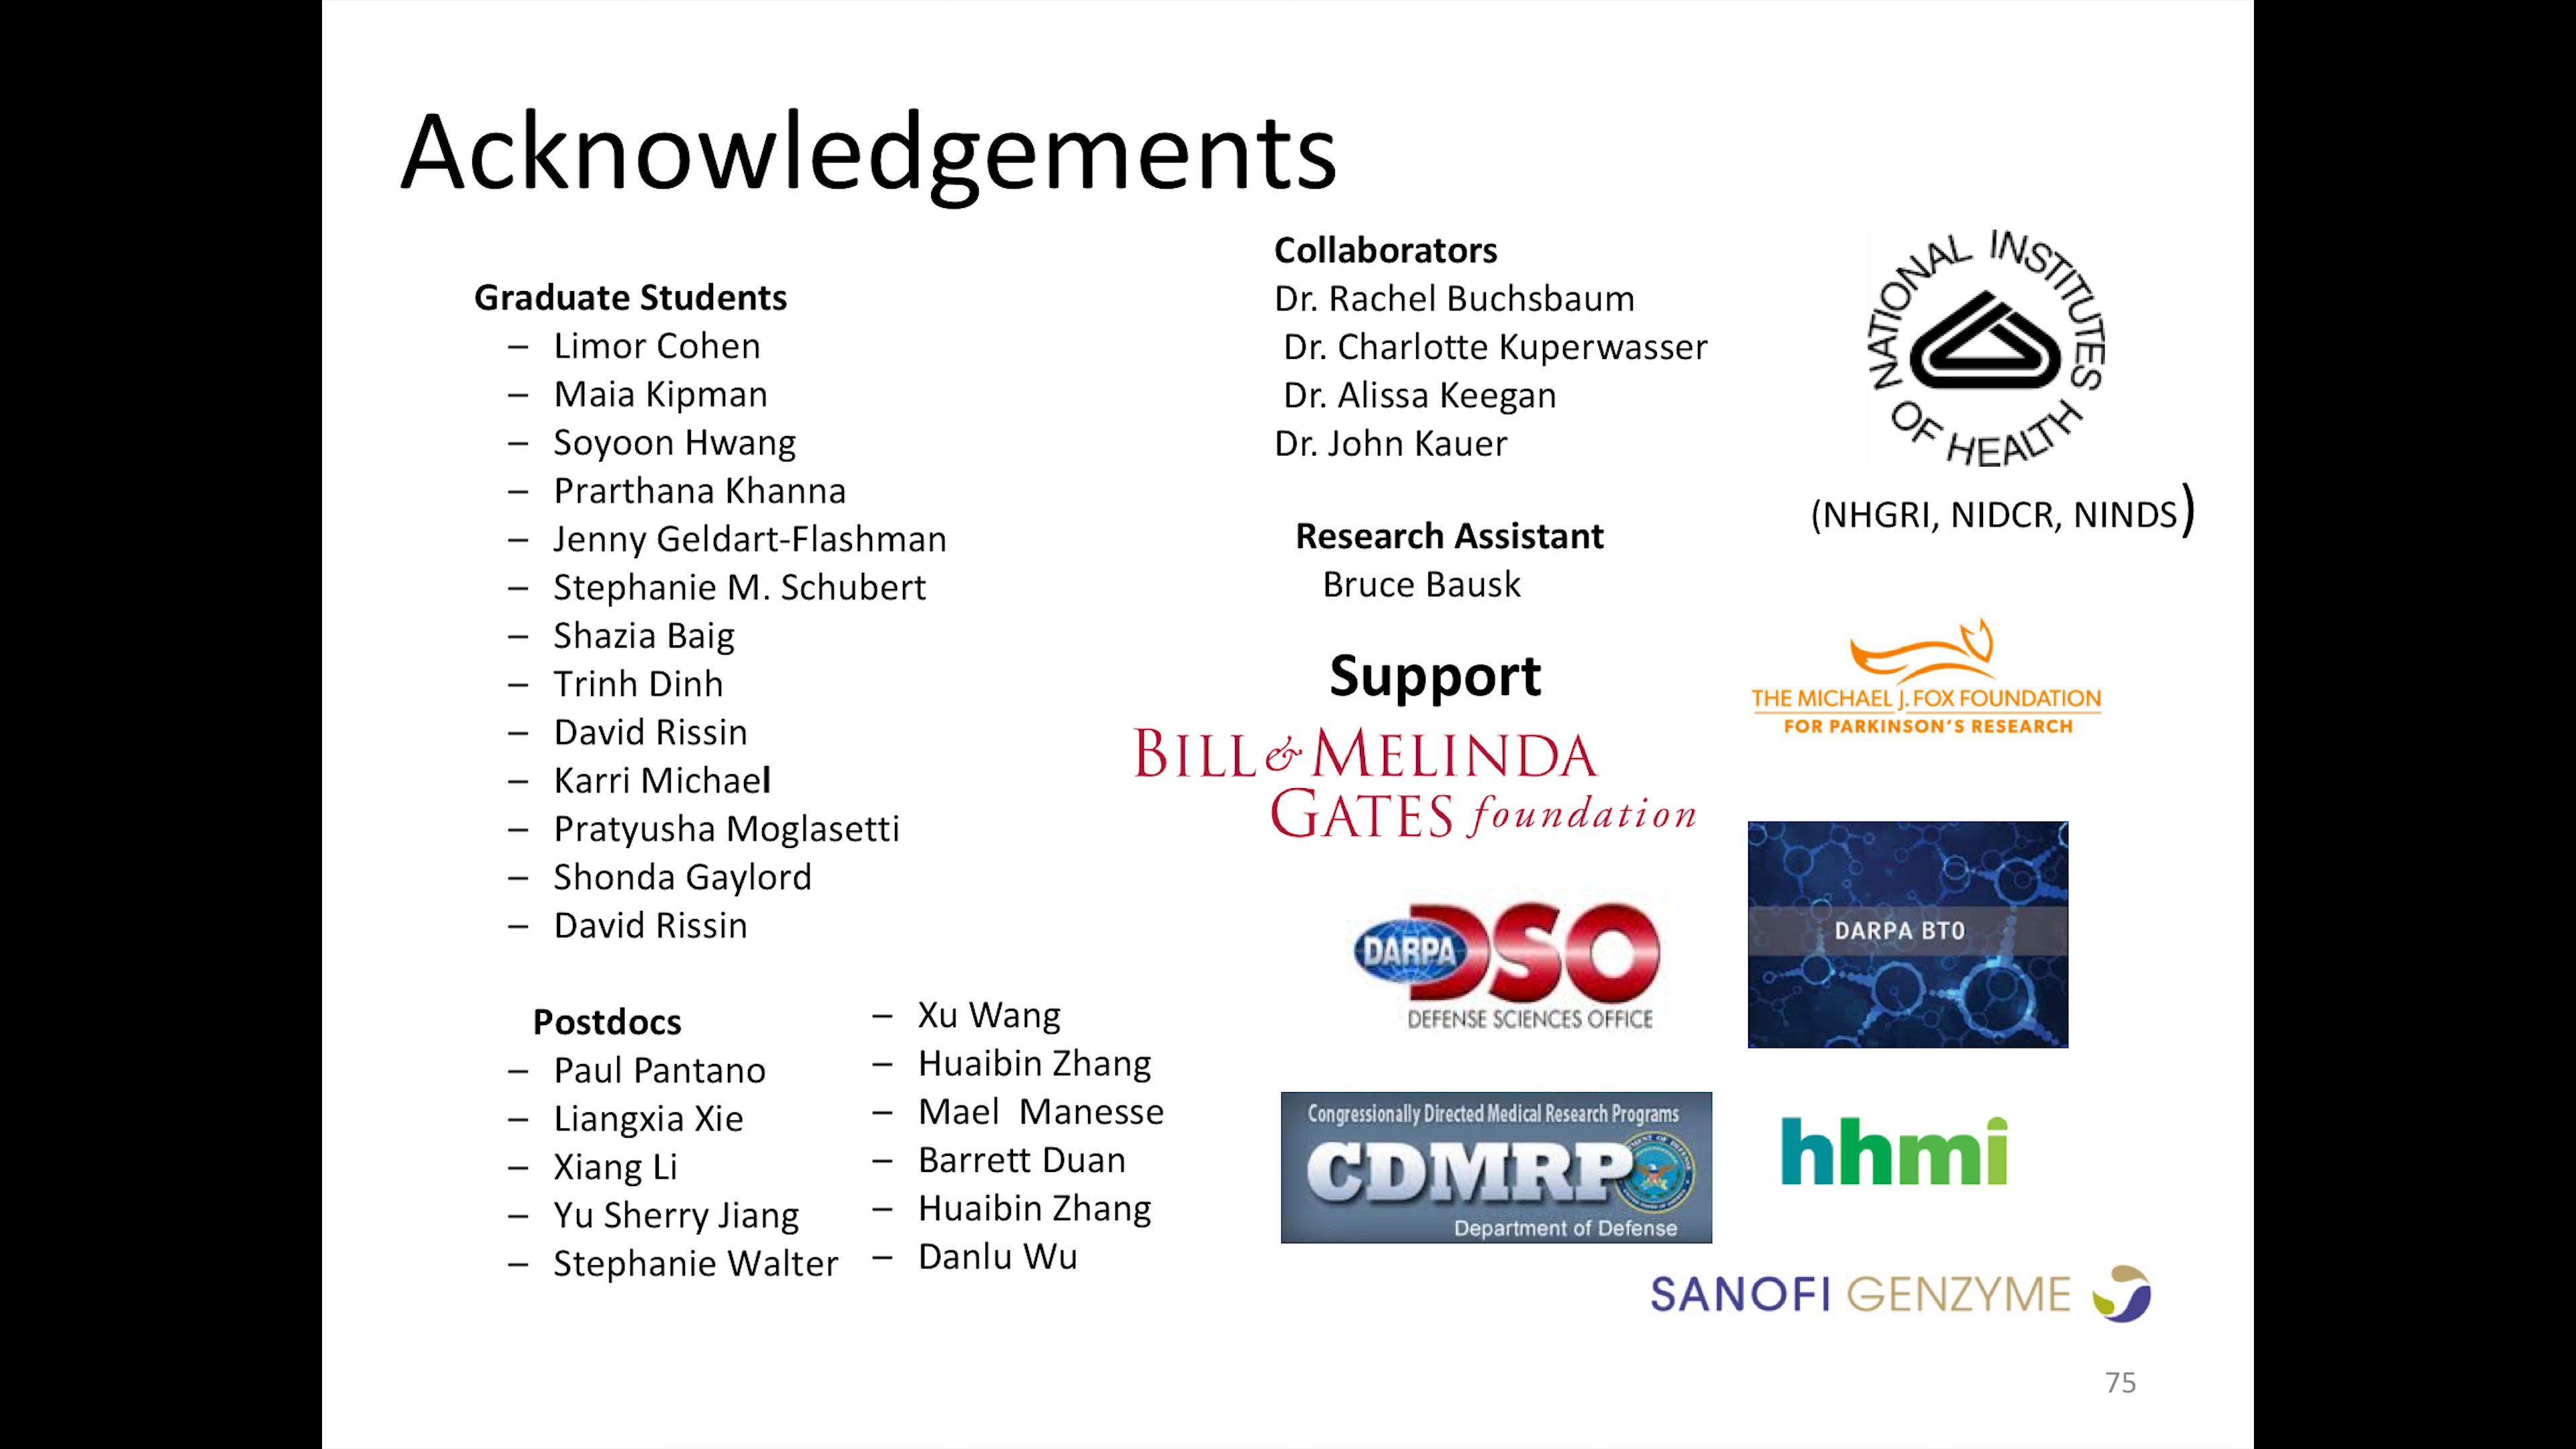 Acknowledgements
Graduate Students
– Limor Cohen
– Maia Kipman
– Soyoon Hwang
– Prarthana Khanna
– Jenny Geldart-Flashman
– Stephanie M. Schubert
– Shazia Baig
– Trinh Dinh
– David Rissin
– Karri Michael
– Pratyusha Moglasetti
– Shonda Gaylord
– David Rissin
Postdocs
– Paul Pantano
– Liangxia Xie
– Xiang Li
– Yu Sherry Jiang
– Stephanie Walter
– Xu Wang
– Huaibin Zhang
– Mael  Manesse
– Barrett Duan
– Huaibin Zhang
– Danlu Wu
Collaborators
Dr. Rachel Buchsbaum
Dr. Charlotte Kuperwasser
Dr. Alissa Keegan
Dr. John Kauer
Research Assistant
Bruce Bausk
Support
BILL & MELINDA
GATES foundation
DARPA DSO
DEFENSE SCIENCES OFFICE
Congressionally Directed Medical Research Programs
CDMRP
Department of Defense
NATIONAL INSTITUTES
OF HEALTH
(NHGRI, NIDCR, NINDS)
THE MICHAEL J. FOX FOUNDATION
FOR PARKINSON'S RESEARCH
DARPA BTO
hhmi
SANOFI GENZYME
75